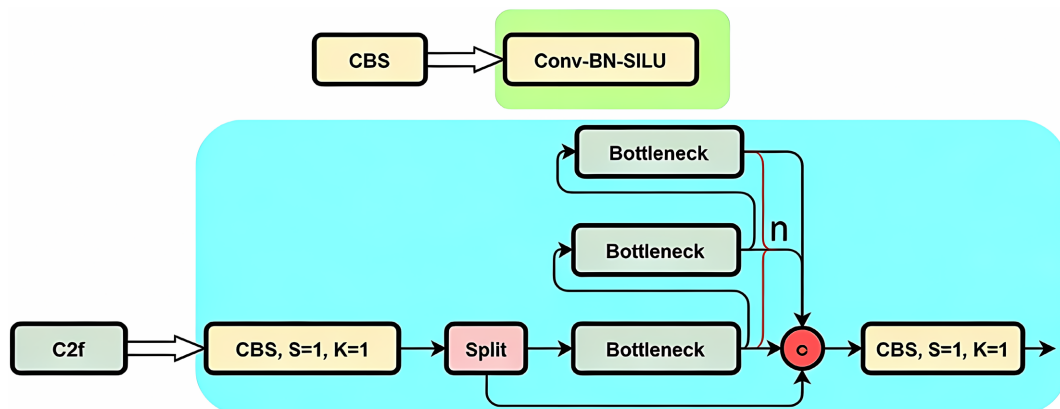 CBS
Conv-BN-SILU
Bottleneck
n
Bottleneck
C2f
CBS, S=1, K=1
Split
Bottleneck
c
CBS, S=1, K=1